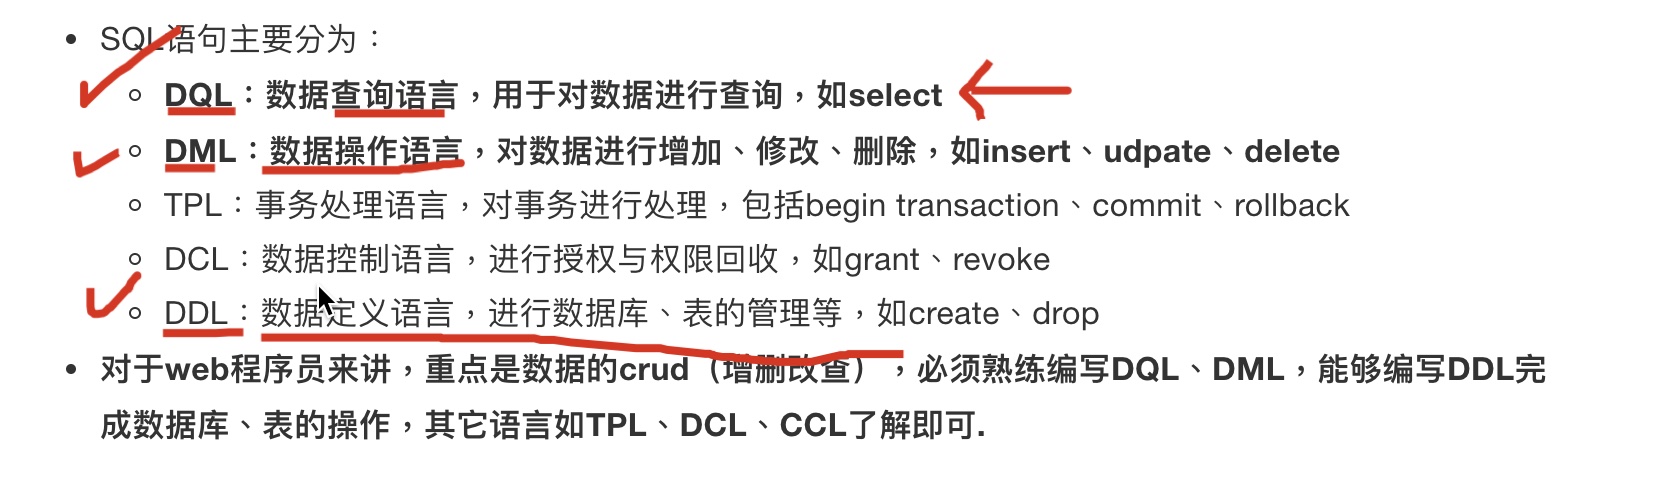 SQL语句主要分为：
DQL：数据查询语言，用于对数据进行查询，如select
DML：数据操作语言，对数据进行增加、修改、删除，如insert、udpate、delete
TPL：事务处理语言，对事务进行处理，包括begin transaction、commit、rollback
DCL：数据控制语言，进行授权与权限回收，如grant、revoke
DDL：数据定义语言，进行数据库、表的管理等，如create、drop
对于web程序员来讲，重点是数据的crud（增删改查），必须熟练编写DQL、DML，能够编写DDL完
成数据库、表的操作，其它语言如TPL、DCL、CCL了解即可.